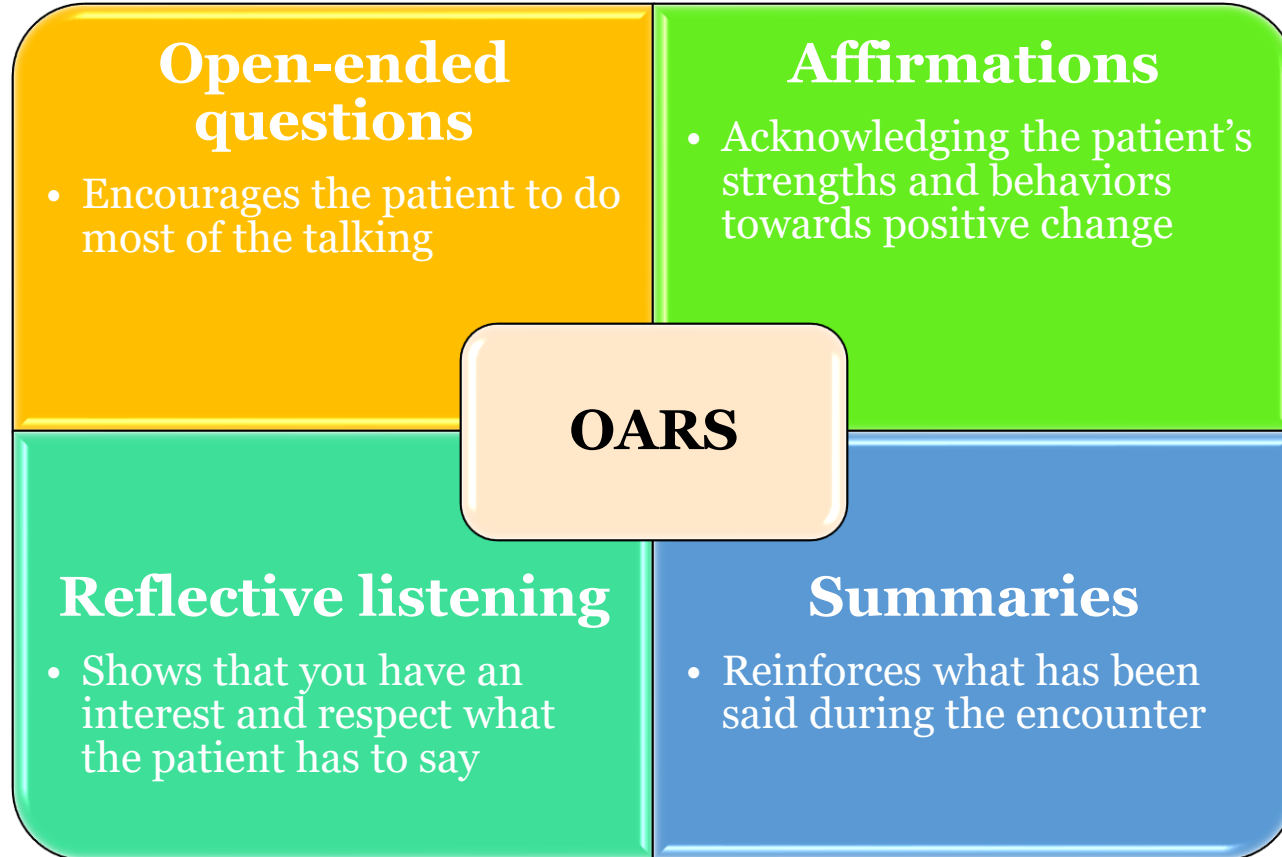 Open-ended
questions
• Encourages the patient to do
most of the talking
Affirmations
• Acknowledging the patient’s
strengths and behaviors
towards positive change
OARS
Reflective listening
• Shows that you have an
interest and respect what
the patient has to say
Summaries
• Reinforces what has been
said during the encounter